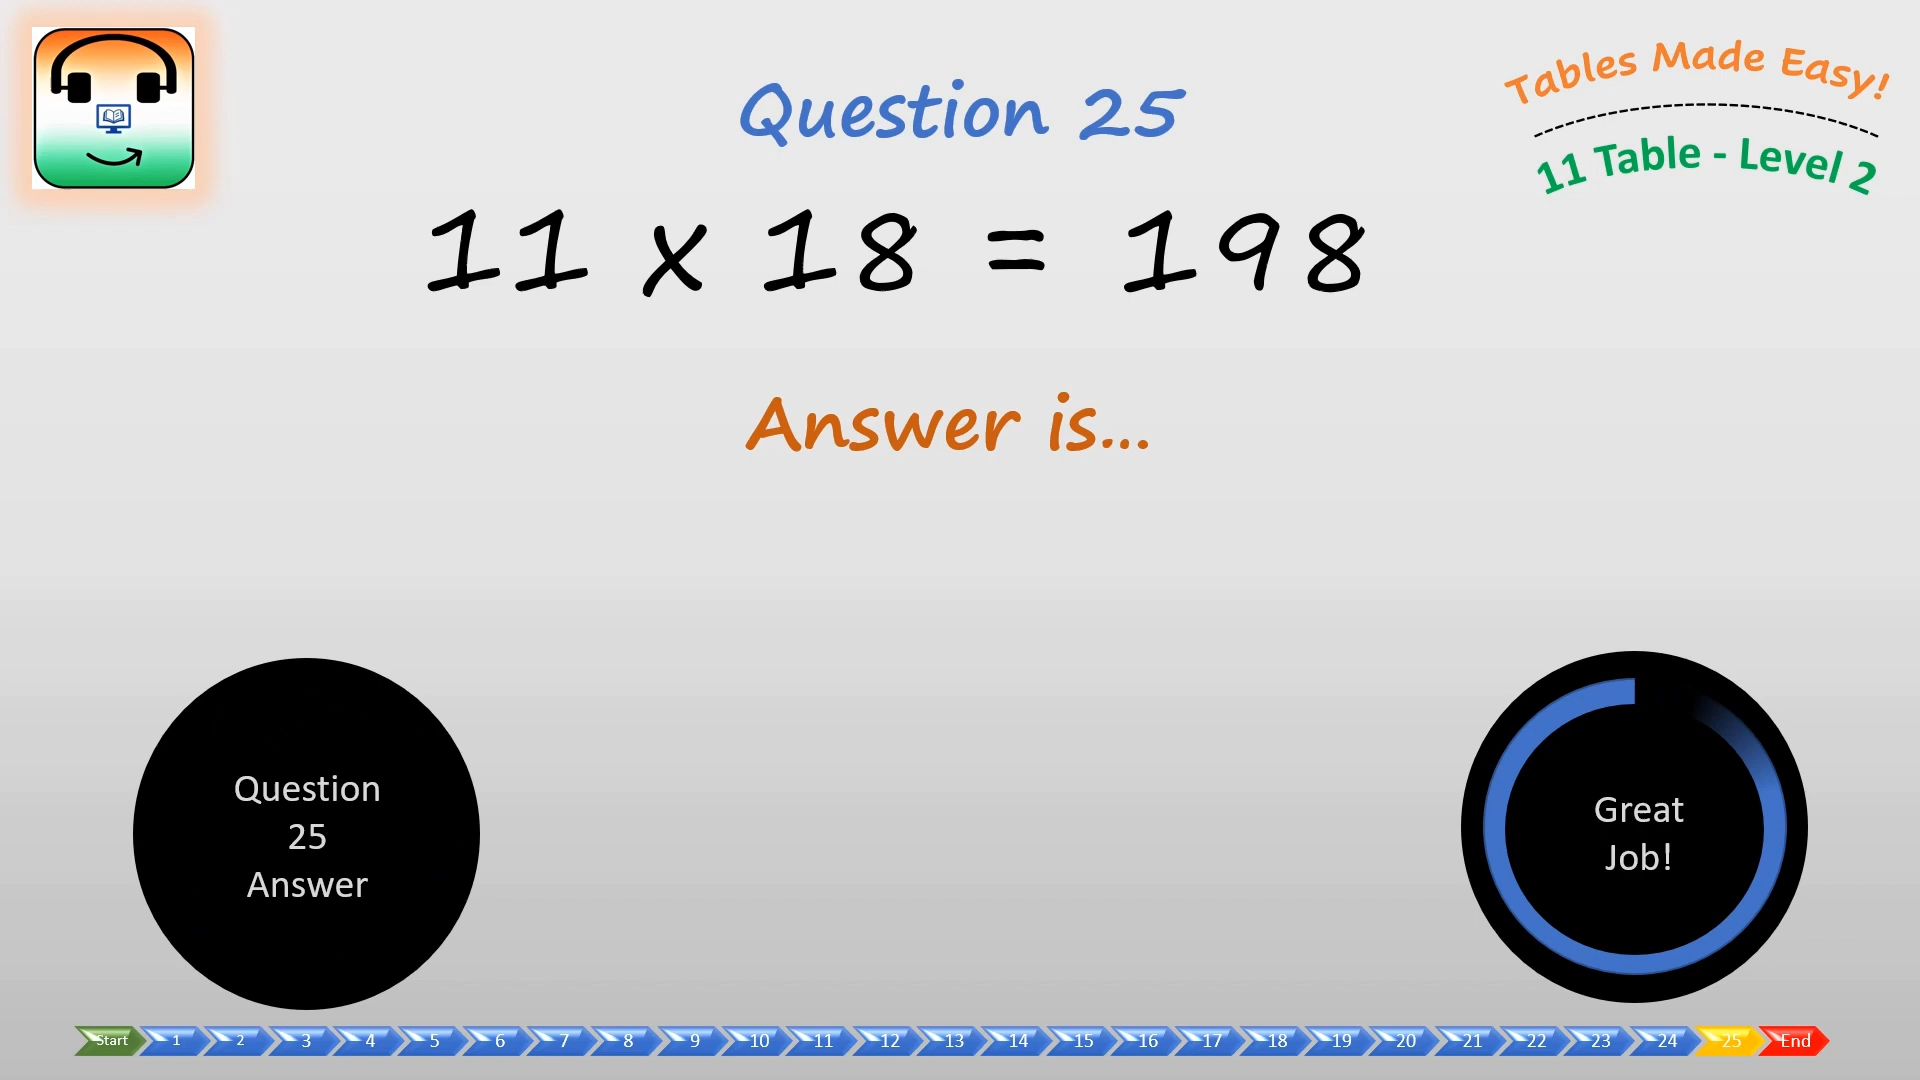 Question 25
Tables Made Easy!
11 Table - Level 2
11 x 18 = 198
Answer is...
Question
25
Answer
Great
Job!
Start 1 2 3 4 5 6 7 8 9 10 11 12 13 14 15 16 17 18 19 20 21 22 23 24 25 End